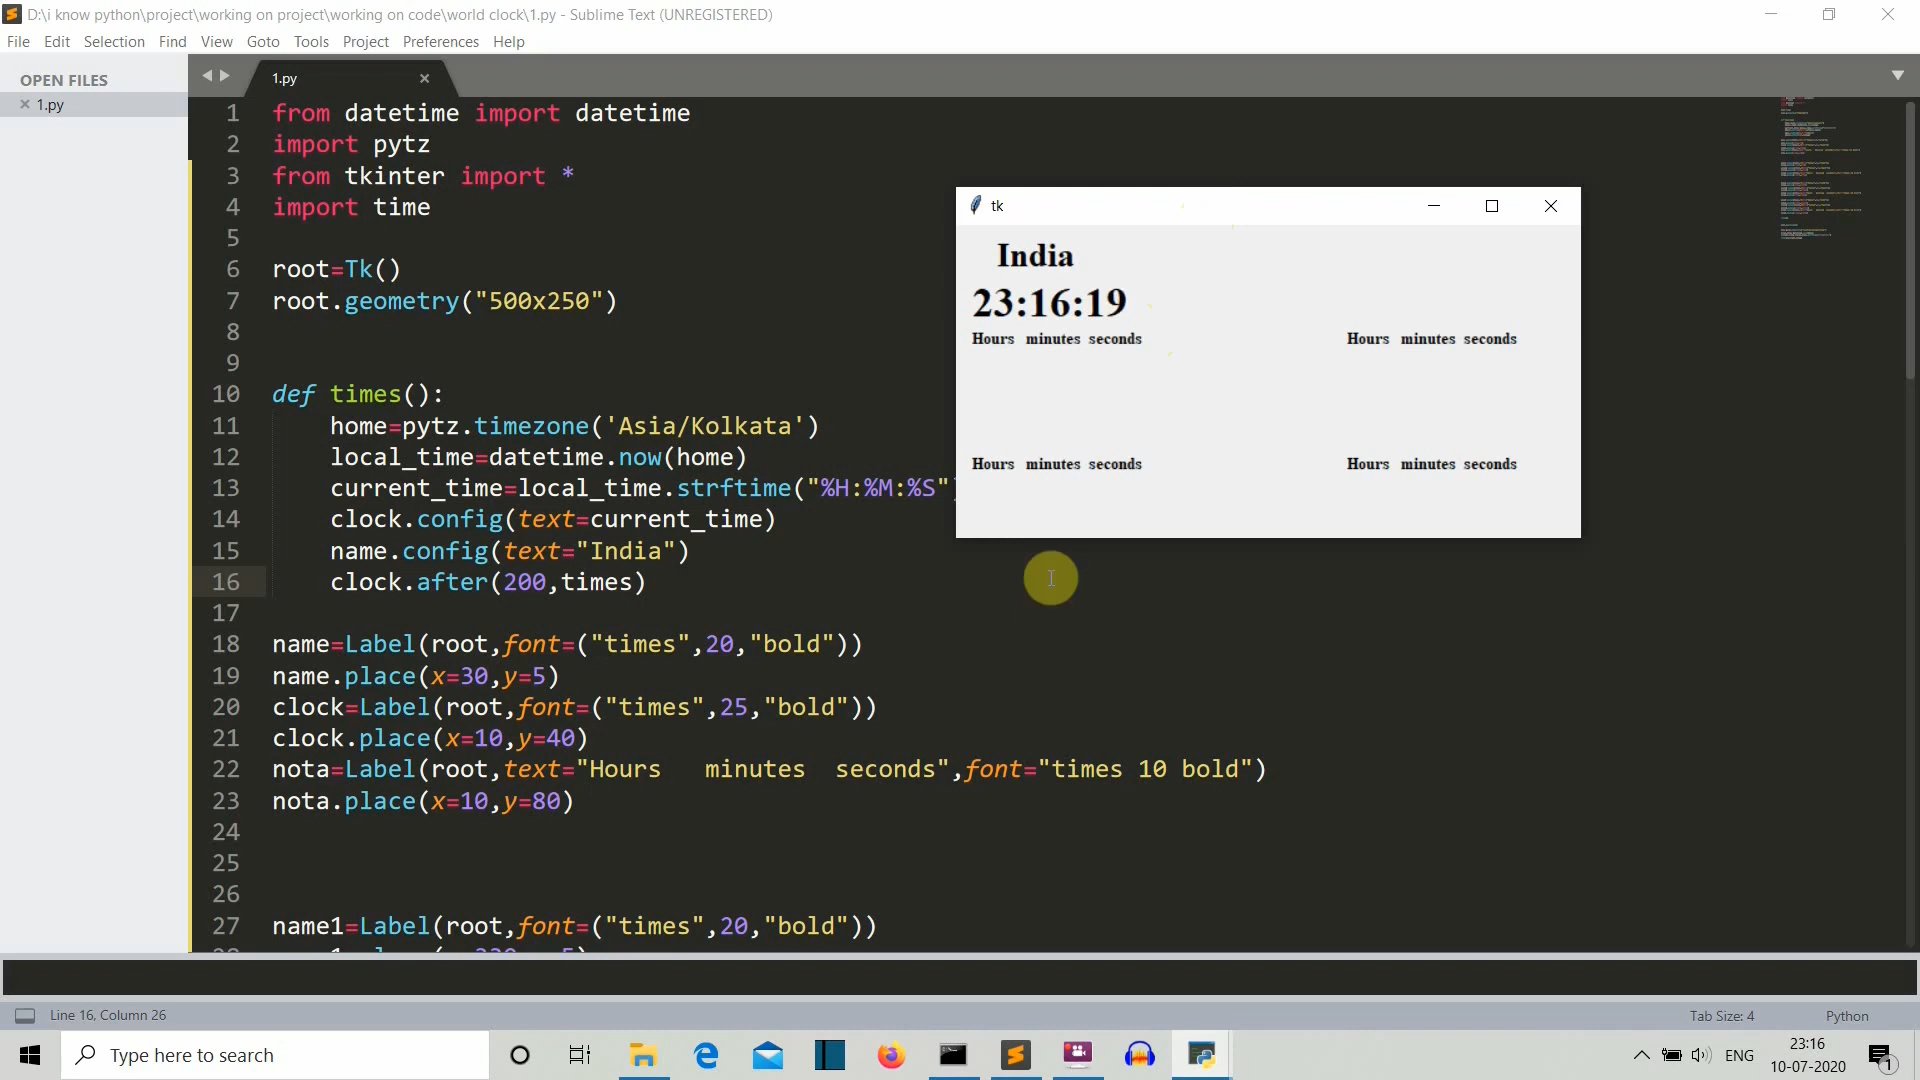 D:\i know python\project\working on project\working on code\world clock\1.py - Sublime Text (UNREGISTERED)
File Edit Selection Find View Goto Tools Project Preferences Help
OPEN FILES
1.py
1.py
1 from datetime import datetime
2 import pytz
3 from tkinter import *
4 import time
5
6 root=Tk()
7 root.geometry("500x250")
8
9
10 def times():
11     home=pytz.timezone('Asia/Kolkata')
12     local_time=datetime.now(home)
13     current_time=local_time.strftime("%H:%M:%S")
14     clock.config(text=current_time)
15     name.config(text="India")
16     clock.after(200,times)
17
18 name=Label(root,font=("times",20,"bold"))
19 name.place(x=30,y=5)
20 clock=Label(root,font=("times",25,"bold"))
21 clock.place(x=10,y=40)
22 nota=Label(root,text="Hours   minutes  seconds",font="times 10 bold")
23 nota.place(x=10,y=80)
24
25
26
27 name1=Label(root,font=("times",20,"bold"))
tk
India
23:16:19
Hours minutes seconds
Hours minutes seconds
Hours minutes seconds
Hours minutes seconds
Line 16, Column 26
Tab Size: 4
Python
Type here to search
ENG
23:16
10-07-2020
1